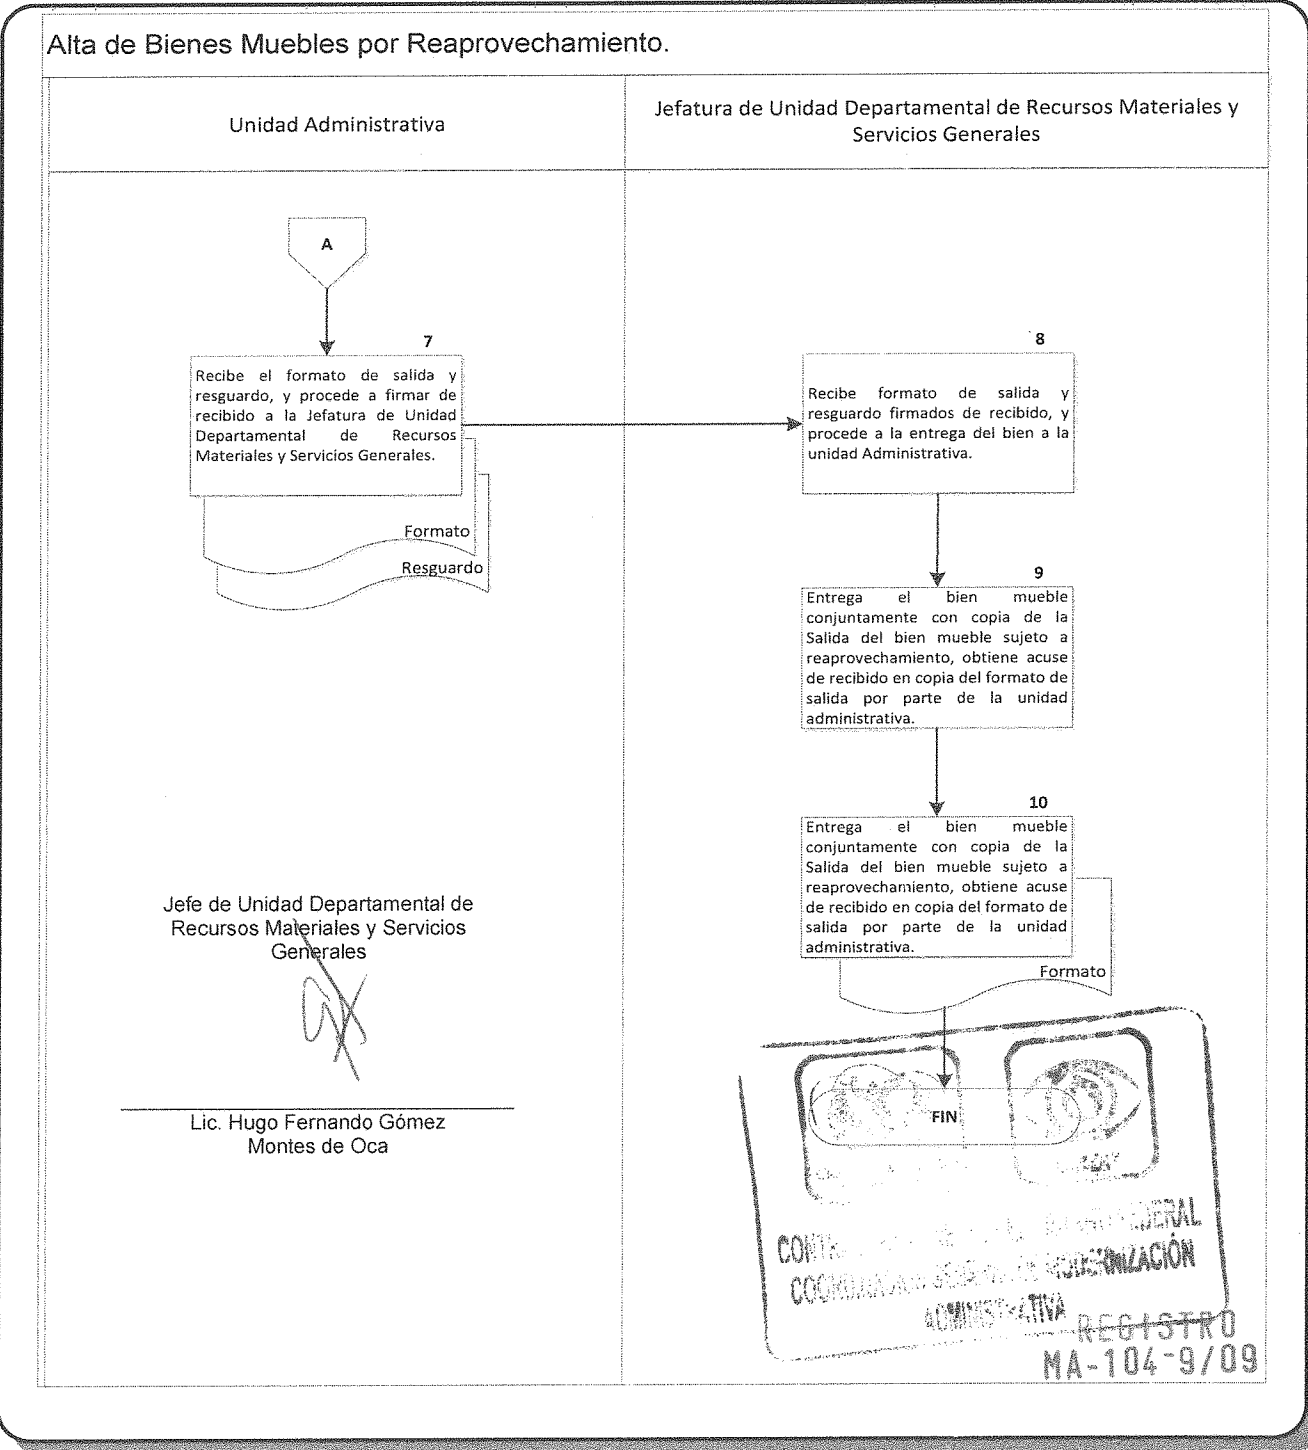 Alta de Bienes Muebles por Reaprovechamiento.
Unidad Administrativa
Jefatura de Unidad Departamental de Recursos Materiales y
Servicios Generales
A
7
Recibe el formato de salida y
resguardo, y procede a firmar de
recibido a la Jefatura de Unidad
Departamental de Recursos
Materiales y Servicios Generales.
Formato
Resguardo
8
Recibe formato de salida y
resguardo firmados de recibido, y
procede a la entrega del bien a la
unidad Administrativa.
9
Entrega el bien mueble
conjuntamente con copia de la
Salida del bien mueble sujeto a
reaprovechamiento, obtiene acuse
de recibido en copia del formato de
salida por parte de la unidad
administrativa.
10
Entrega el bien mueble
conjuntamente con copia de la
Salida del bien mueble sujeto a
reaprovechamiento, obtiene acuse
de recibido en copia del formato de
salida por parte de la unidad
administrativa.
Formato
FIN
Jefe de Unidad Departamental de
Recursos Materiales y Servicios
Generales
Lic. Hugo Fernando Gómez
Montes de Oca
MODERNIZACIÓN
ADMINISTRATIVA
REGISTRO
MA-104-9/09